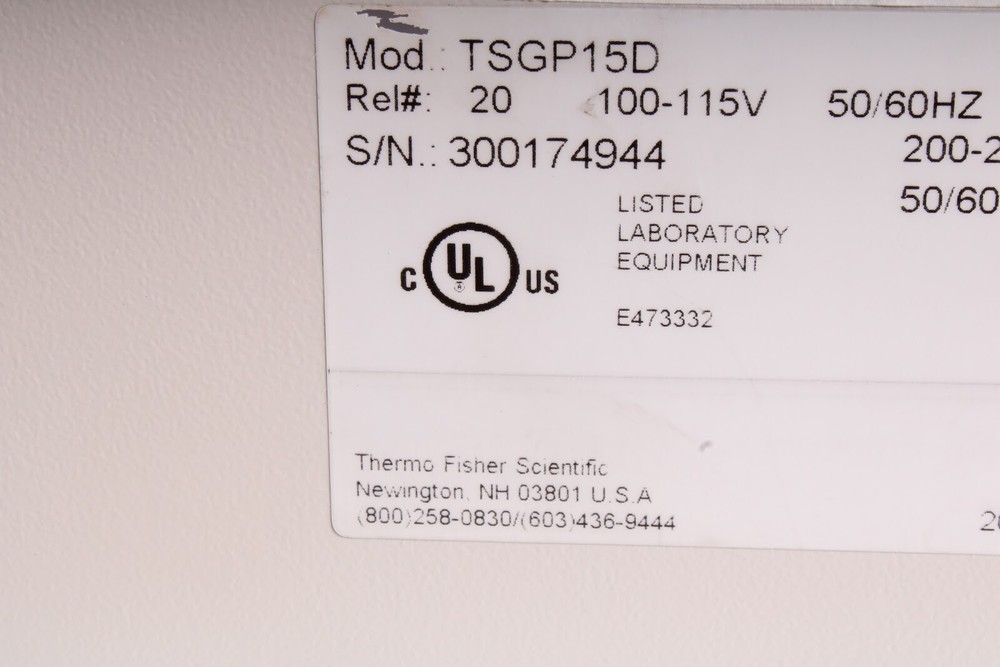 Mod.: TSGP15D
Rel#: 20 100-115V 50/60HZ
S/N.: 300174944 200-2
50/60
LISTED
LABORATORY
EQUIPMENT
E473332
C UL US
Thermo Fisher Scientific
Newington, NH 03801 U.S.A
(800)258-0830/(603)436-9444